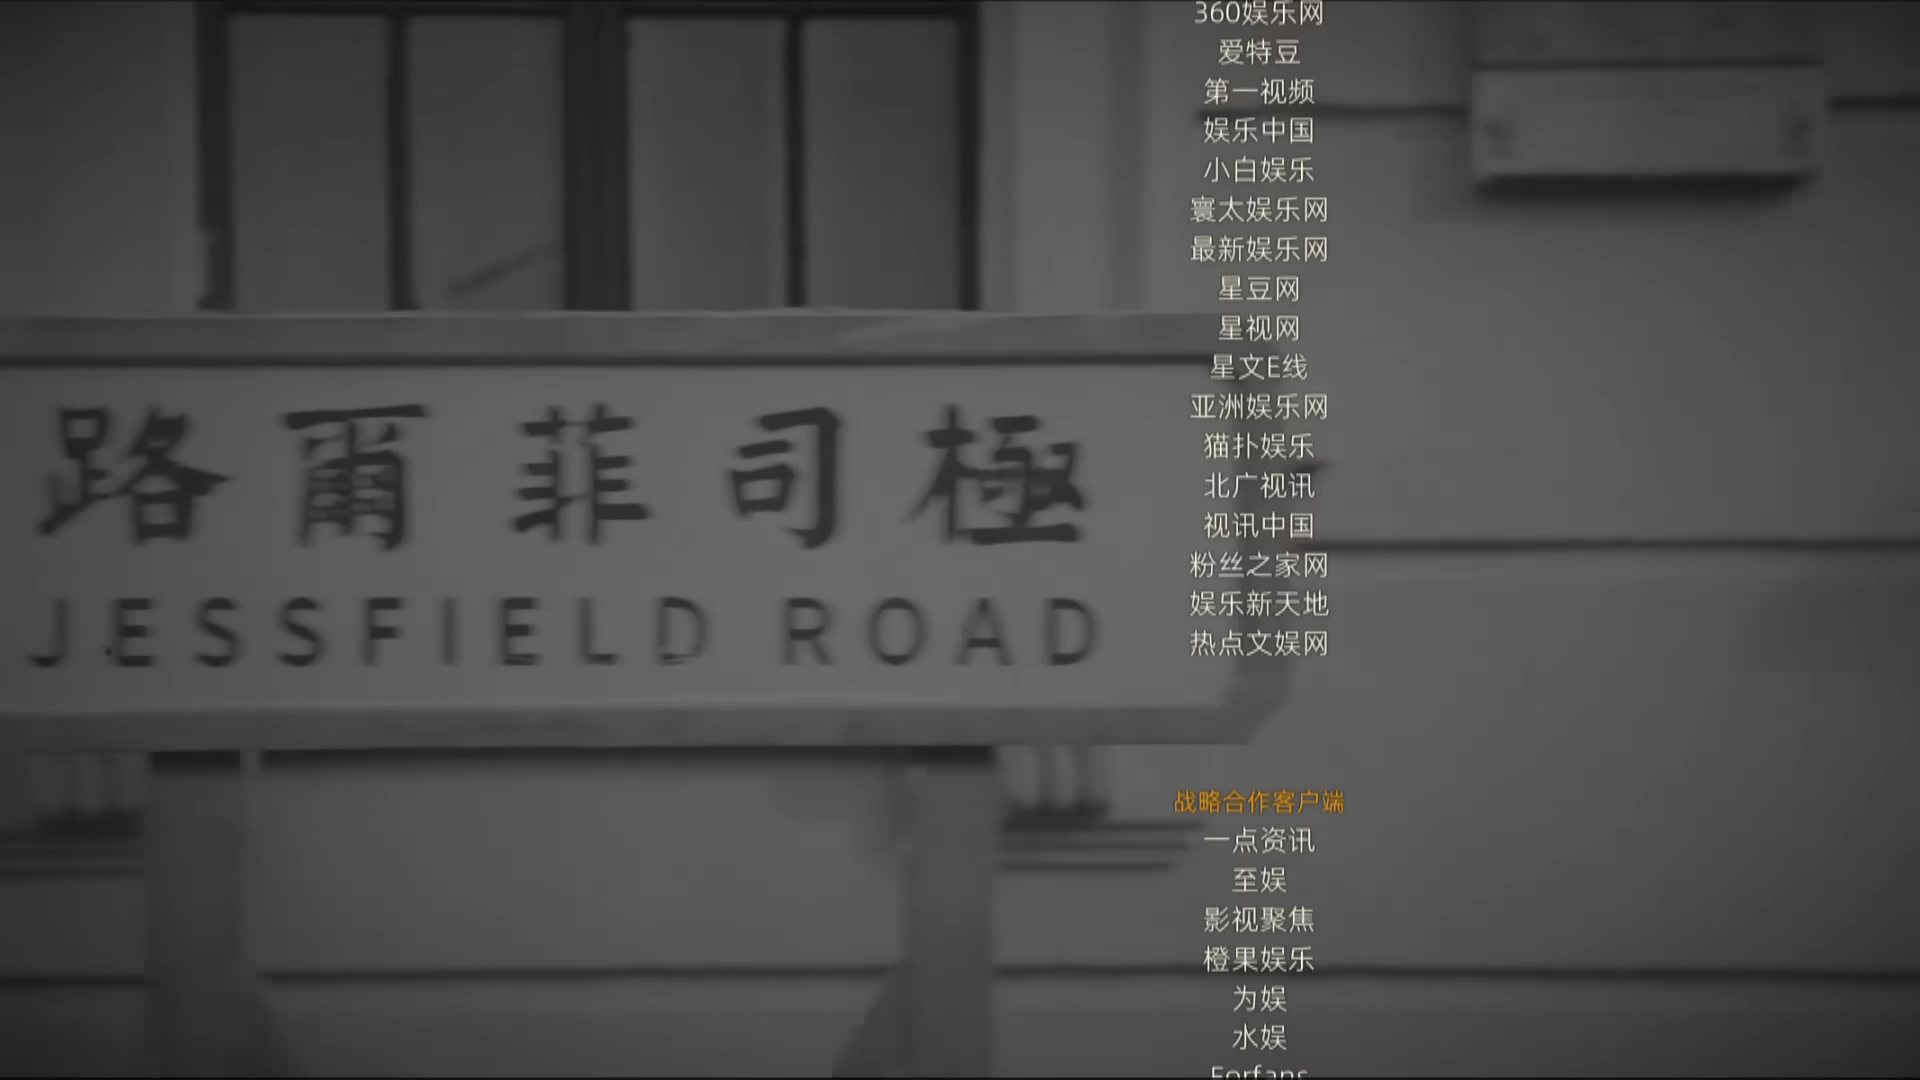 路爾菲司極
JESSFIELD ROAD
360娱乐网
爱特豆
第一视频
娱乐中国
小白娱乐
寰太娱乐网
最新娱乐网
星豆网
星视网
星文E线
亚洲娱乐网
猫扑娱乐
北广视讯
视讯中国
粉丝之家网
娱乐新天地
热点文娱网
战略合作客户端
一点资讯
至娱
影视聚焦
橙果娱乐
为娱
水娱
Forfans